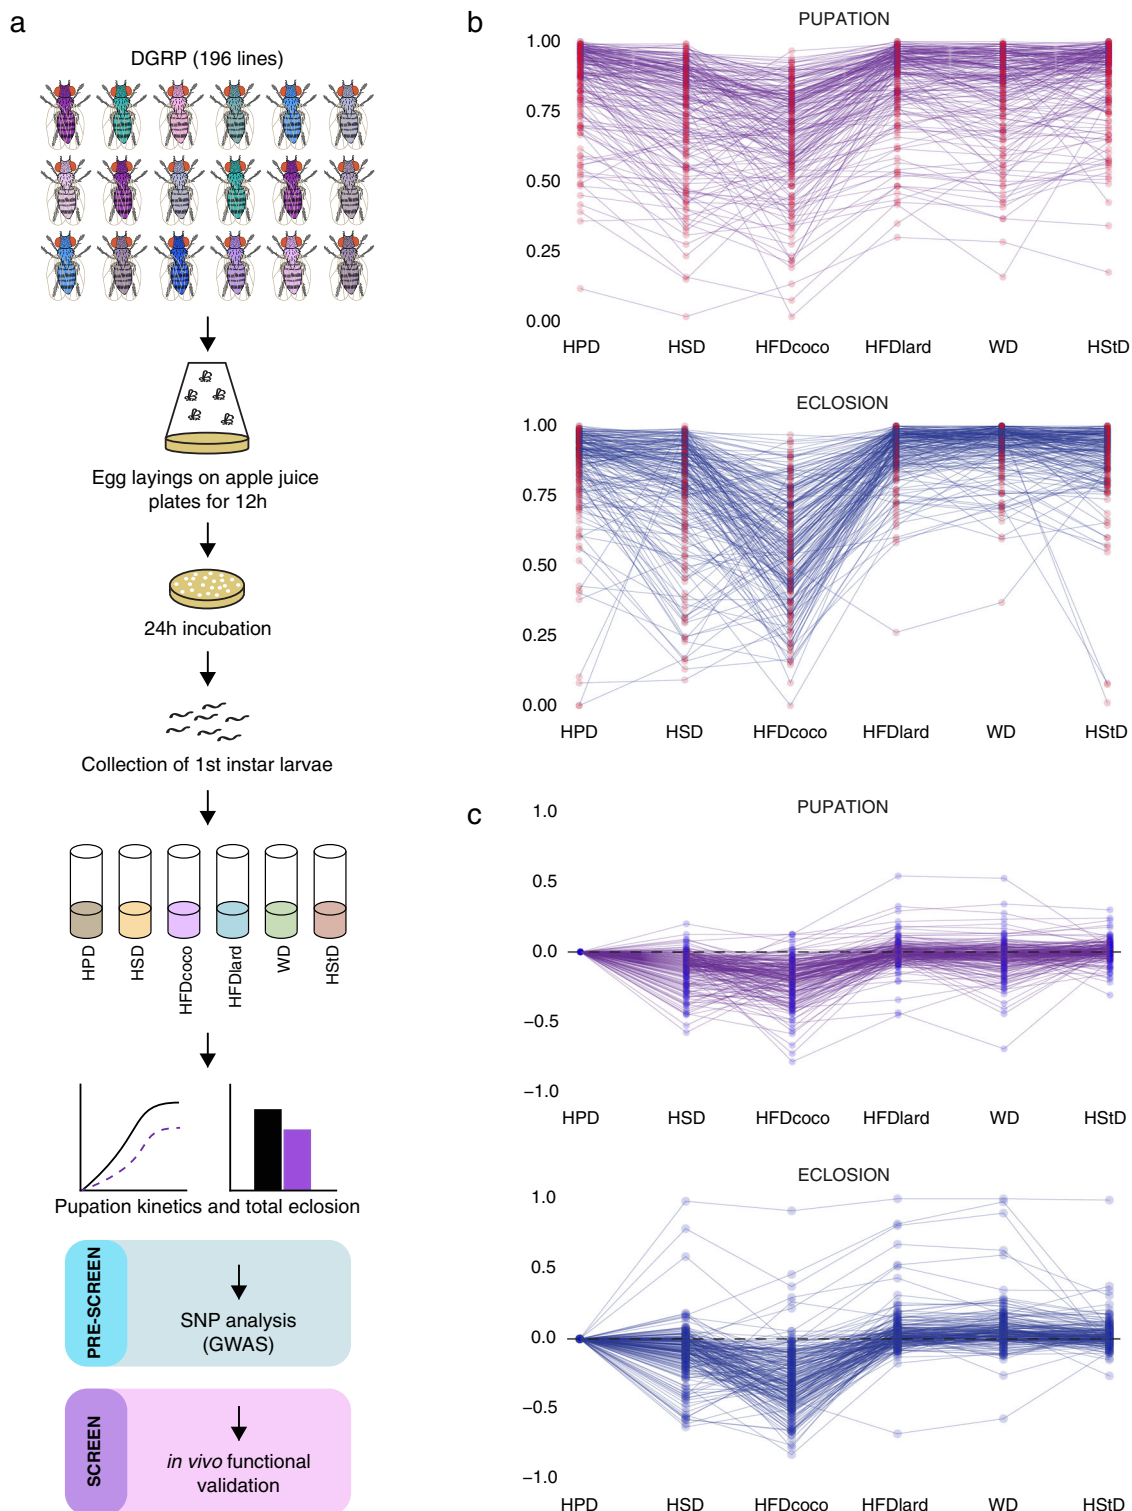 a
DGRP (196 lines)
Egg layings on apple juice
plates for 12h
24h incubation
Collection of 1st instar larvae
HPD
HSD
HFDcoco
HFDlard
WD
HStD
Pupation kinetics and total eclosion
PRE-SCREEN
SNP analysis
(GWAS)
SCREEN
in vivo functional
validation
b
PUPATION
1.00
0.75
0.50
0.25
0.00
HPD HSD HFDcoco HFDlard WD HStD
ECLOSION
1.00
0.75
0.50
0.25
0.00
HPD HSD HFDcoco HFDlard WD HStD
c
PUPATION
1.0
0.5
0.0
−0.5
−1.0
HPD HSD HFDcoco HFDlard WD HStD
ECLOSION
1.0
0.5
0.0
−0.5
−1.0
HPD HSD HFDcoco HFDlard WD HStD